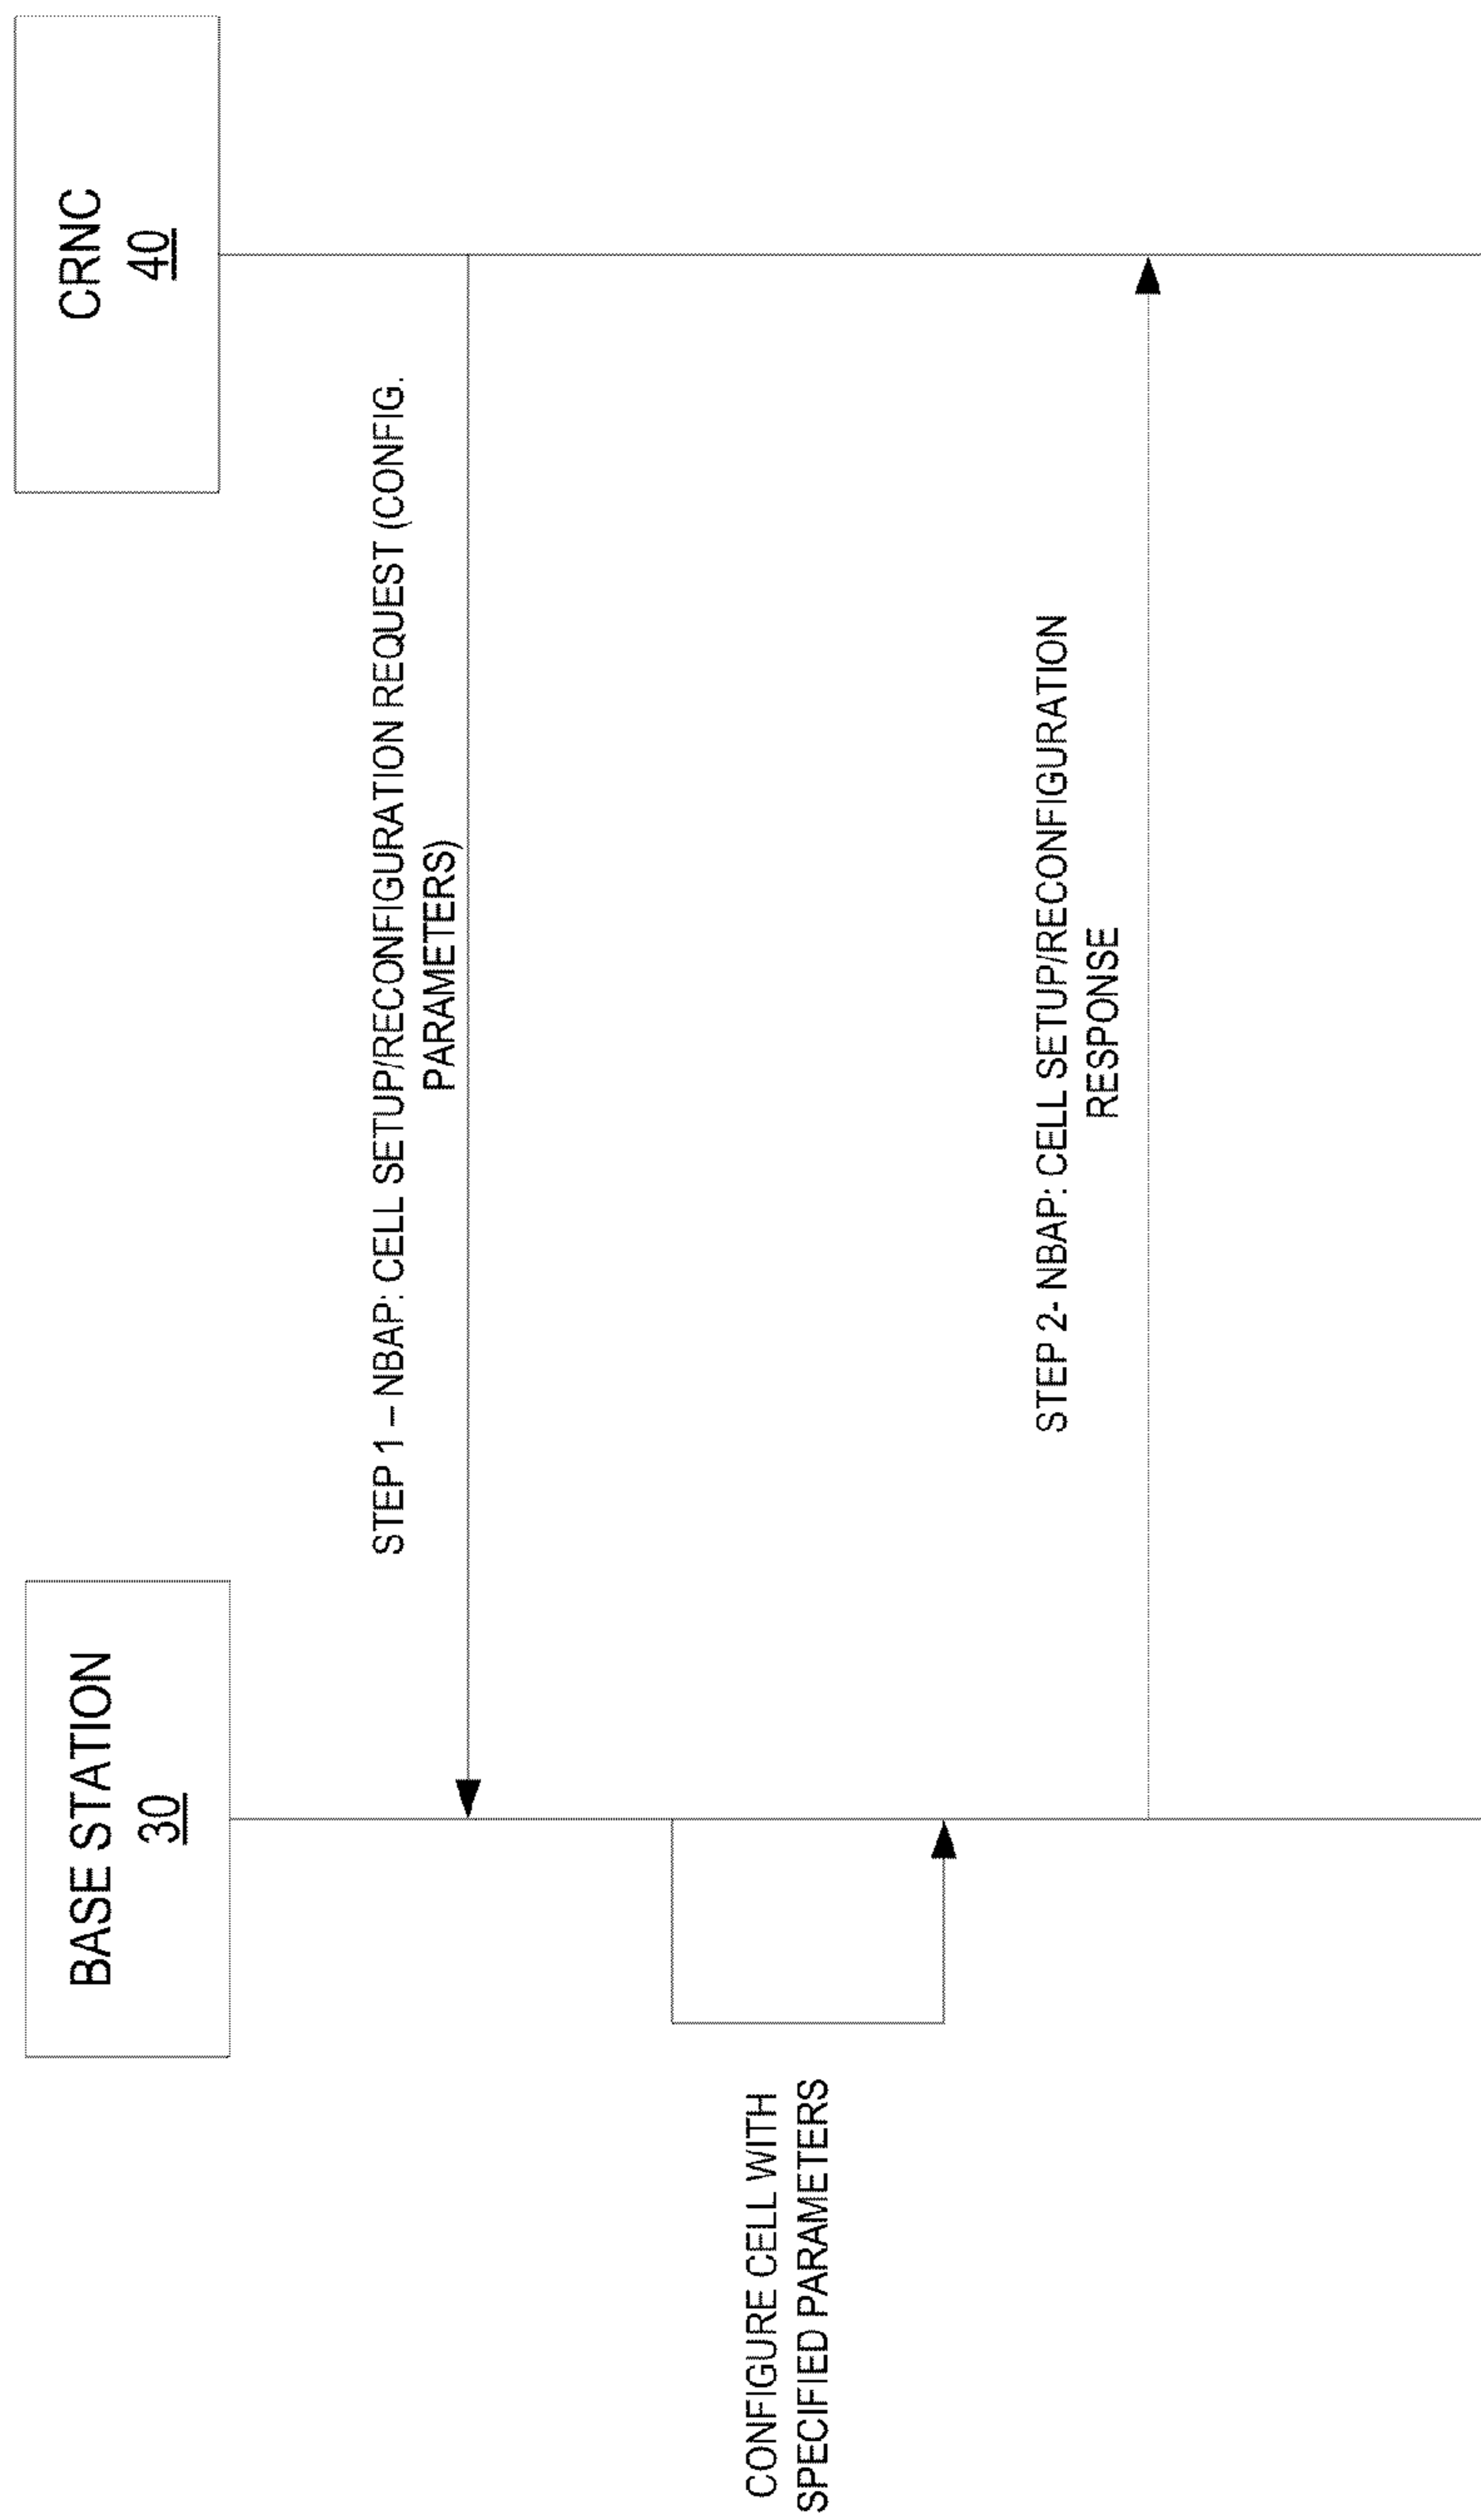 BASE STATION
30
CRNC
40
STEP 1 – NBAP: CELL SETUP/RECONFIGURATION REQUEST (CONFIG.
PARAMETERS)
CONFIGURE CELL WITH
SPECIFIED PARAMETERS
STEP 2- NBAP: CELL SETUP/RECONFIGURATION
RESPONSE